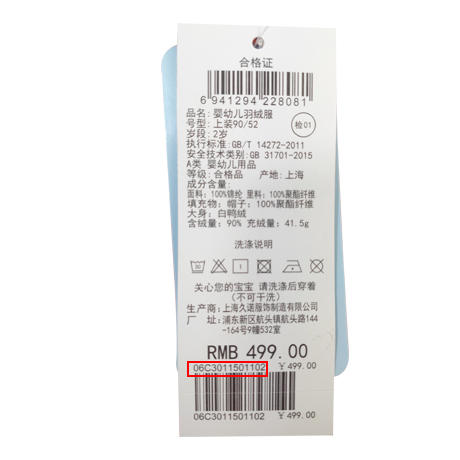 合格证
6 941294 228081
品名: 婴幼儿羽绒服
号型: 上装90/52
检01
岁段: 2岁
执行标准:GB/T 14272-2011
安全技术类别:GB 31701-2015
A类 婴幼儿用品
等级: 合格品 产地: 上海
成分含量:
面料: 100%锦纶 里料: 100%聚酯纤维
填充物: 帽子: 100%聚酯纤维
大身: 白鸭绒
含绒量: 90% 充绒量: 41.5g
洗涤说明
30
关心您的宝宝 请洗涤后穿着
(不可干洗)
生产商:上海久诺服饰制造有限公司
厂 址:浦东新区航头镇航头路144
-164号9幢532室
RMB 499.00
06C3011501102 ¥499.00
06C3011501102 ¥499.00